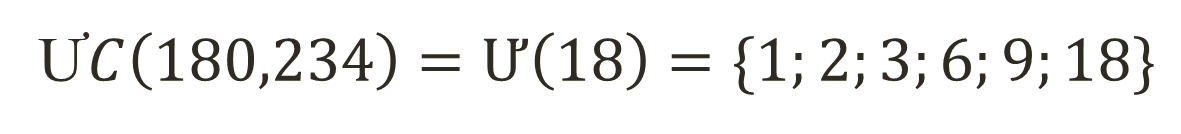 ƯC(180,234) = Ư(18) = {1; 2; 3; 6; 9; 18}